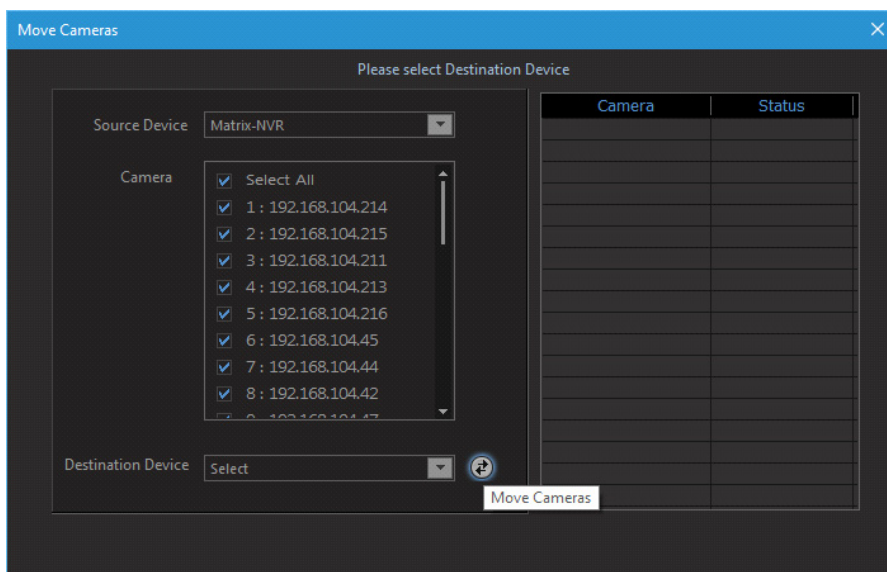 Move Cameras
Please select Destination Device
Source Device Matrix-NVR
Camera
Select All
1 : 192.168.104.214
2 : 192.168.104.215
3 : 192.168.104.211
4 : 192.168.104.213
5 : 192.168.104.216
6 : 192.168.104.45
7 : 192.168.104.44
8 : 192.168.104.42
Destination Device Select
Move Cameras
Camera Status